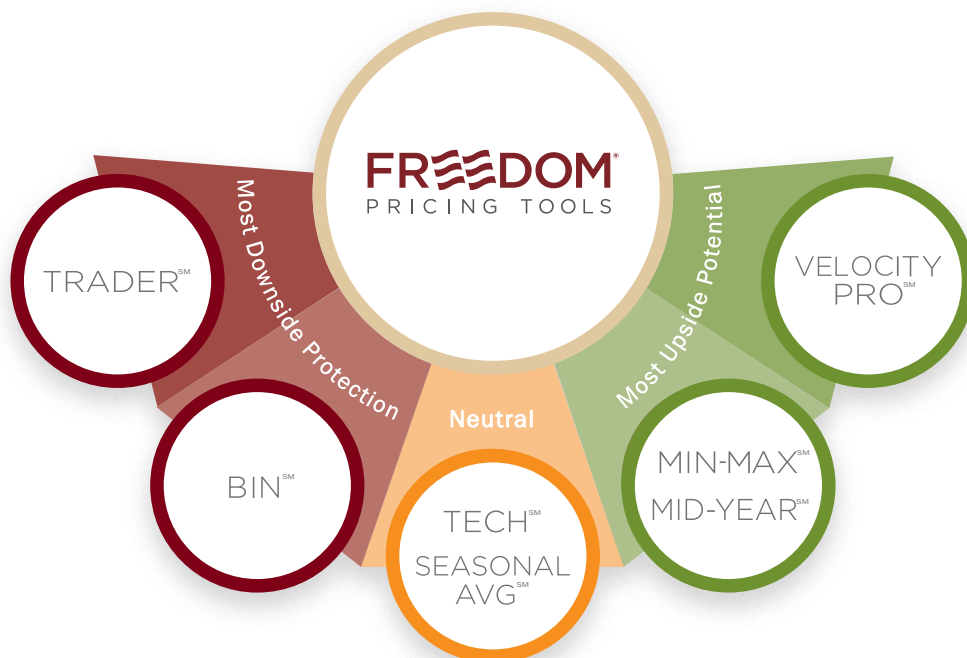 FREEDOM®
PRICING TOOLS
Most Downside Protection
Neutral
Most Upside Potential
TRADER℠
BIN℠
TECH℠
SEASONAL
AVG℠
MIN-MAX℠
MID-YEAR℠
VELOCITY
PRO℠